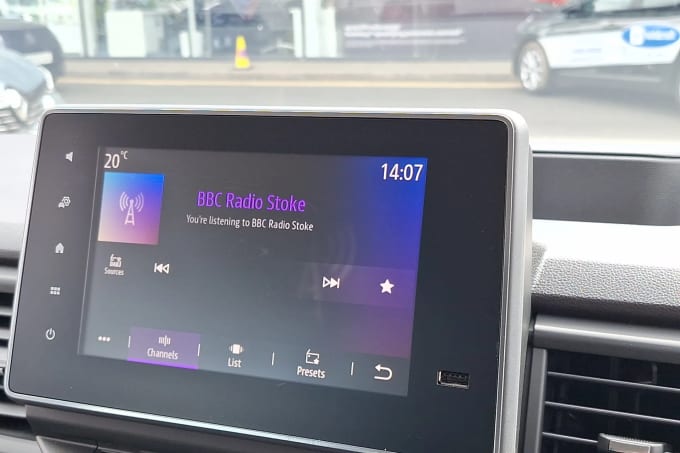 20°C
14:07
BBC Radio Stoke
You're listening to BBC Radio Stoke
Sources
Channels
List
Presets